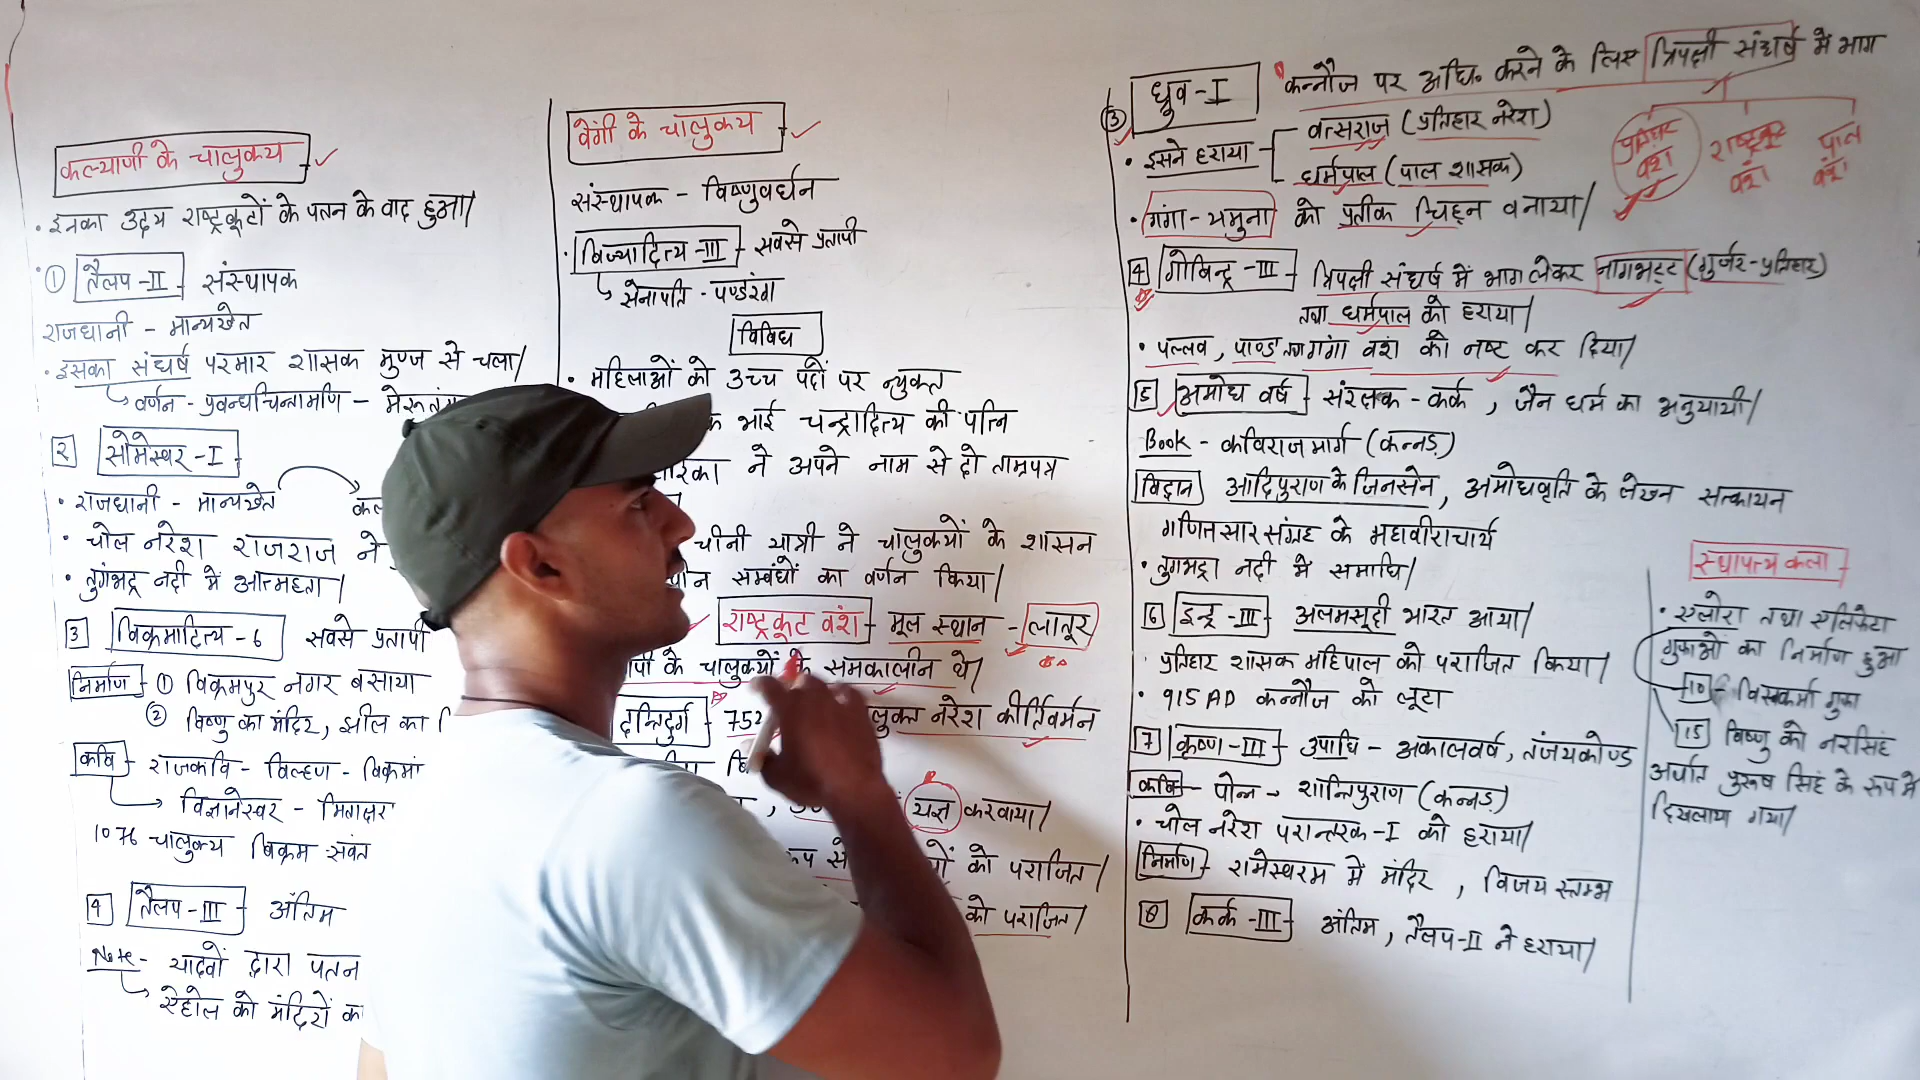 कल्याणी के चालुक्य
• इनका उदय राष्ट्रकूटों के पतन के बाद हुआ/
① तैलप-II संस्थापक
राजधानी - मान्यखेत
• इसका संघर्ष परमार शासक मुण्ज से चला/
वर्णन - प्रबन्धचिन्तामणि -
2 सोमेस्वर-I
• राजधानी - मान्यखेत
• चोल नरेश राजराज ने
• तुगंभद्र नदी में आत्महत्ता/
3 विक्रमादित्य-6 सबसे प्रतापी
निर्माण ① विक्रमपुर नगर बसाया
② विष्णु का मंदिर, झील का
कवि राजकवि - विल्हण -
विज्ञानेस्वर -
1076 चालुक्य विक्रम संवत
4 तैलप-III अंतिम
Note - यादवों द्वारा पतन
ऐहोल को मंदिरों का
वेंगी के चालुक्य
संस्थापक - विष्णुवर्धन
• विज्यादित्य-III सबसे प्रतापी
सेनापति - पण्डरंग
विविध
• महिलाओं को उच्च पदों पर न्युक्त
भाई चन्द्रादित्य की पत्नि
ने अपने नाम से दो ताम्रपत्र
चीनी यात्री ने चालुक्यों के शासन
सम्बंधों का वर्णन किया/
राष्ट्रकूट वंश मूल स्थान - लातूर
के चालुक्यों के समकालीन थे/
दन्तिदुर्ग - 752 नरेश कीर्तिवर्मन
यज्ञ करवाया/
को पराजित/
को पराजित/
③ ध्रुव-I कन्नौज पर अधि॰ करने के लिए त्रिपक्षी संघर्ष में भाग
प्रतिहार वंश राष्ट्रकूट वंश पाल वंश
• इसने हराया वत्सराज (प्रतिहार नरेश)
धर्मपाल (पाल शासक)
• गंगा-यमुना को प्रतीक चिह्न बनाया/
4 गोविन्द्र-III त्रिपक्षी संघर्ष में भाग लेकर नागभट्ट (गुर्जर-प्रतिहार)
तथा धर्मपाल को हराया/
• पल्लव, पाण्ड तथा गंगा वंश को नष्ट कर दिया/
5 अमोघ वर्ष संरक्षक - कर्क, जैन धर्म का अनुयायी/
Book - कविराजमार्ग (कन्नड़)
विद्वान आदिपुराण के जिनसेन, अमोघवृति के लेखन सत्कायन
गणितसार संग्रह के महावीराचार्य
• तुगभद्रा नदी में समाधि/
6 इन्द्र-III अलमसूदी भारत आया/
• प्रतिहार शासक महिपाल को पराजित किया/
• 915 AD कन्नौज को लूटा
7 कृष्ण-III उपाधि - अकालवर्ष, तंजयकोण्ड
कवि - पोन्न - शान्तिपुराण (कन्नड़)
• चोल नरेश परान्तक-I को हराया/
निर्माण रामेस्वरम में मंदिर, विजय स्तम्भ
8 कर्क-III अंतिम, तैलप-II ने हराया/
स्थापत्य कला
• एलोरा तथा एलिफेटा
गुफाओं का निर्माण हुआ
10 - विस्वकर्मा गुफा
15 विष्णु को नरसिंह
अर्थात पुरूष सिंह के रूप में
दिखलाया गया/